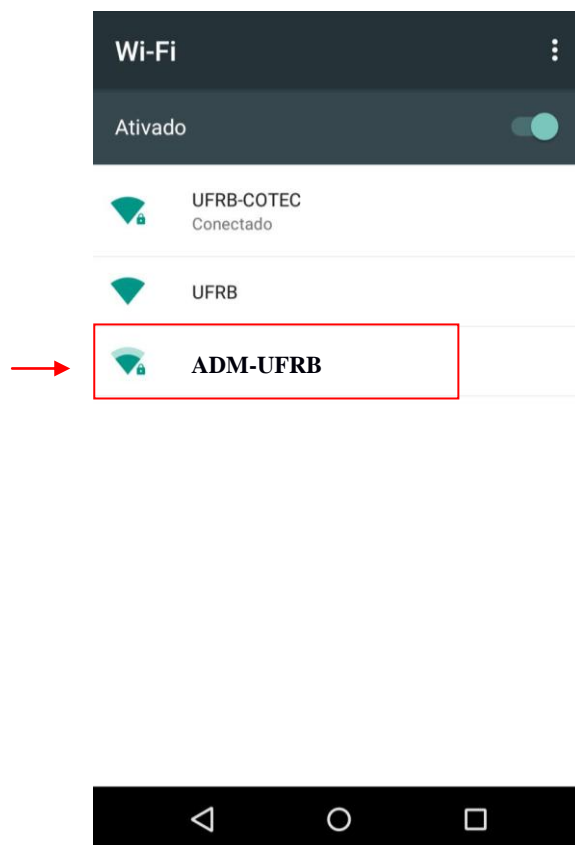 Wi-Fi
Ativado
UFRB-COTEC
Conectado
UFRB
ADM-UFRB